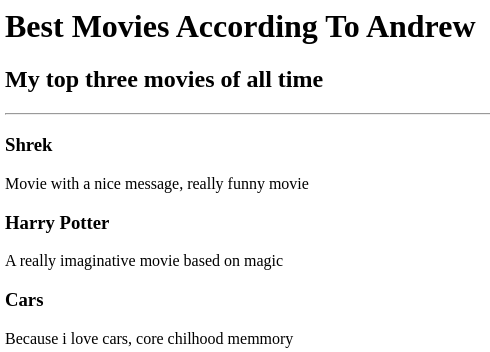 Best Movies According To Andrew
My top three movies of all time
Shrek
Movie with a nice message, really funny movie
Harry Potter
A really imaginative movie based on magic
Cars
Because i love cars, core chilhood memmory